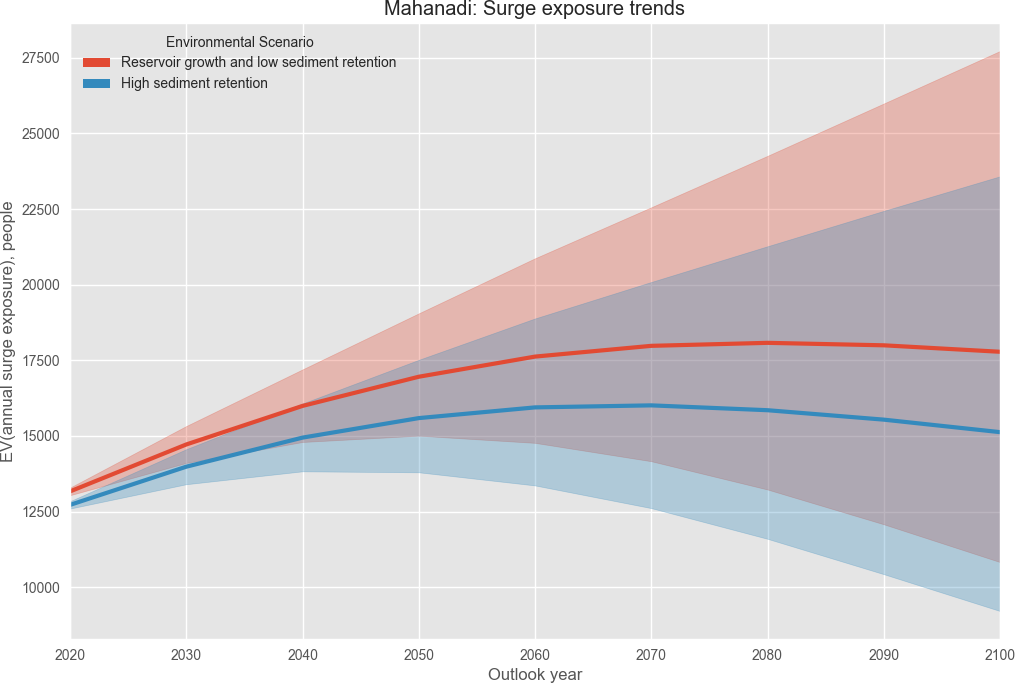 Mahanadi: Surge exposure trends
Environmental Scenario
Reservoir growth and low sediment retention
High sediment retention
EV(annual surge exposure), people
27500
25000
22500
20000
17500
15000
12500
10000
2020 2030 2040 2050 2060 2070 2080 2090 2100
Outlook year